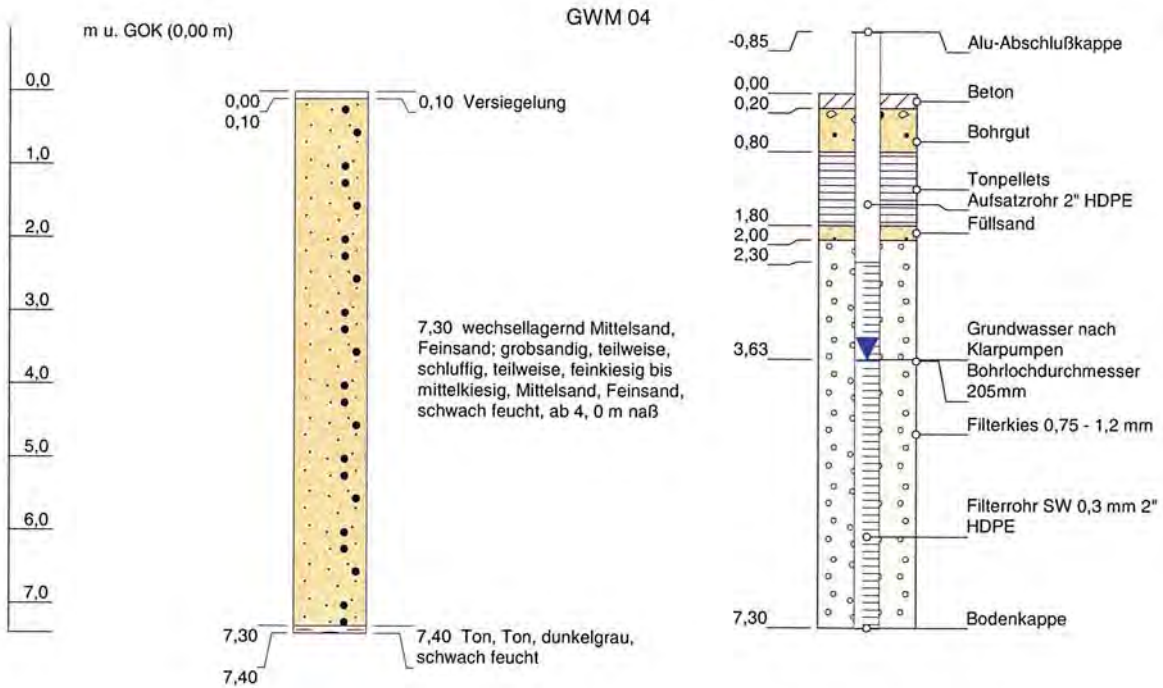 GWM 04
m u. GOK (0,00 m)
0,0
1,0
2,0
3,0
4,0
5,0
6,0
7,0
0,00
0,10
0,10 Versiegelung
7,30 wechsellagernd Mittelsand,
Feinsand; grobsandig, teilweise,
schluffig, teilweise, feinkiesig bis
mittelkiesig, Mittelsand, Feinsand,
schwach feucht, ab 4, 0 m naß
7,30
7,40
7,40 Ton, Ton, dunkelgrau,
schwach feucht
-0,85
0,00
0,20
0,80
1,80
2,00
2,30
3,63
7,30
Alu-Abschlußkappe
Beton
Bohrgut
Tonpellets
Aufsatzrohr 2" HDPE
Füllsand
Grundwasser nach
Klarpumpen
Bohrlochdurchmesser
205mm
Filterkies 0,75 - 1,2 mm
Filterrohr SW 0,3 mm 2"
HDPE
Bodenkappe